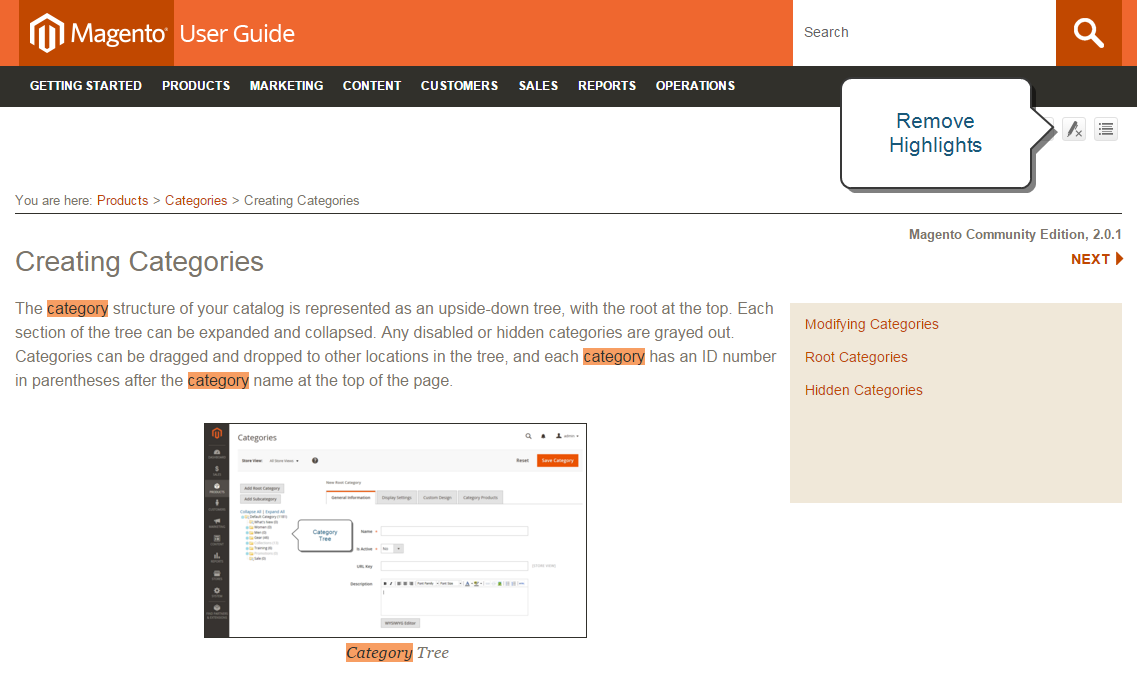 Magento® User Guide
Search
GETTING STARTED PRODUCTS MARKETING CONTENT CUSTOMERS SALES REPORTS OPERATIONS
Remove
Highlights
You are here: Products > Categories > Creating Categories
Magento Community Edition, 2.0.1
NEXT
Creating Categories
The category structure of your catalog is represented as an upside-down tree, with the root at the top. Each
section of the tree can be expanded and collapsed. Any disabled or hidden categories are grayed out.
Categories can be dragged and dropped to other locations in the tree, and each category has an ID number
in parentheses after the category name at the top of the page.
Modifying Categories
Root Categories
Hidden Categories
Categories
admin
Store View: All Store Views
Reset Save Category
Add Root Category
Add Subcategory
Collapse All | Expand All
New Root Category
General Information Display Settings Custom Design Category Products
Category
Tree
Name
Is Active No
URL Key
Description
WYSIWYG Editor
Category Tree